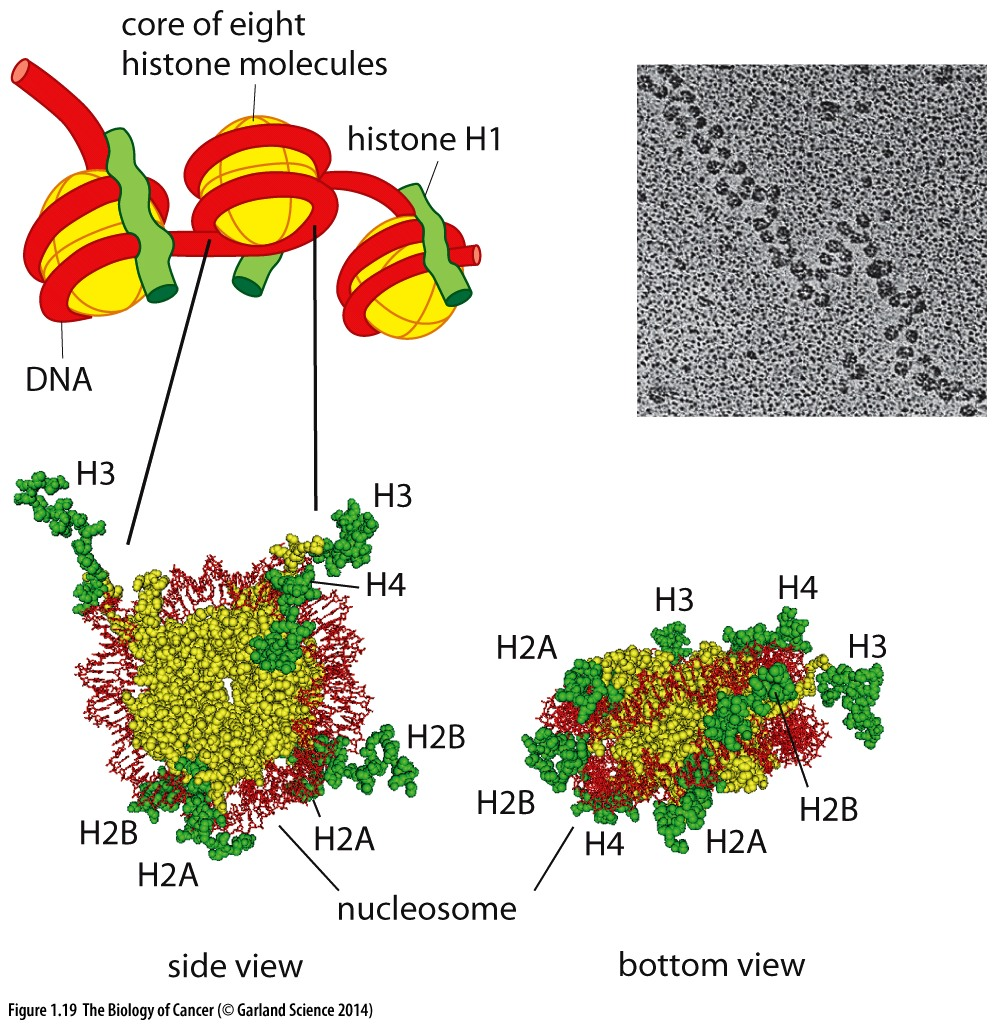 core of eight
histone molecules
histone H1
DNA
H3
H3
H4
H2B
H2B
H2A
H2A
H3
H4
H2A
H3
H2B
H4
H2A
H2B
nucleosome
side view
bottom view
Figure 1.19 The Biology of Cancer (© Garland Science 2014)